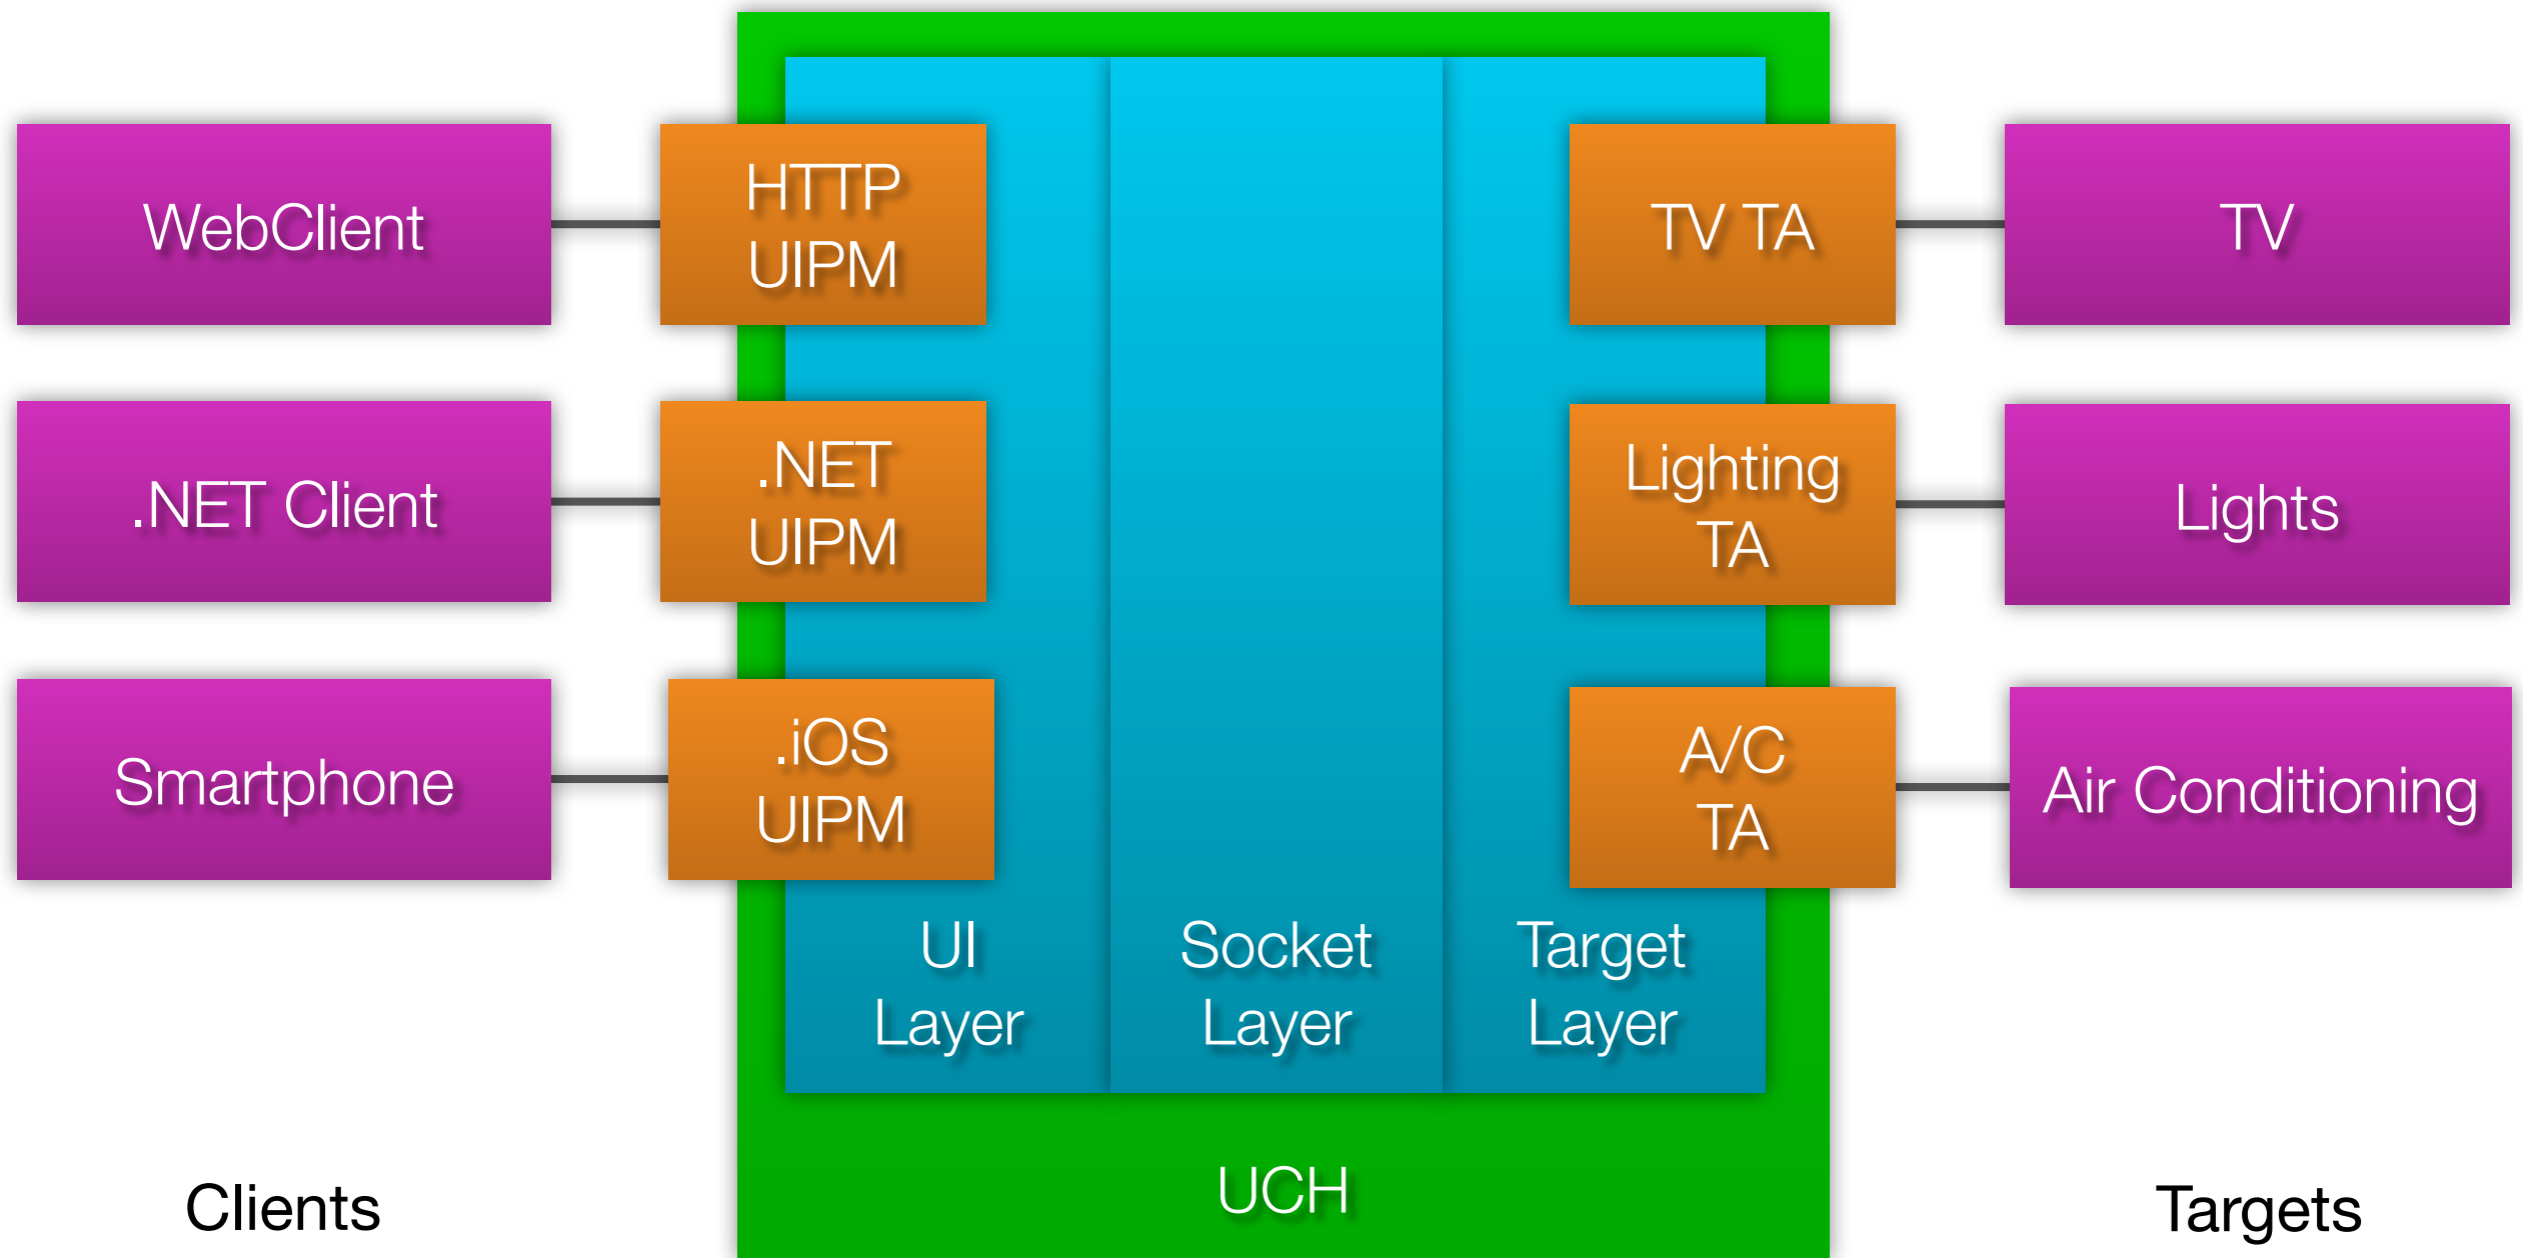 WebClient
HTTP
UIPM
TV TA
TV
.NET Client
.NET
UIPM
Lighting
TA
Lights
Smartphone
.iOS
UIPM
A/C
TA
Air Conditioning
UI
Layer
Socket
Layer
Target
Layer
Clients
UCH
Targets